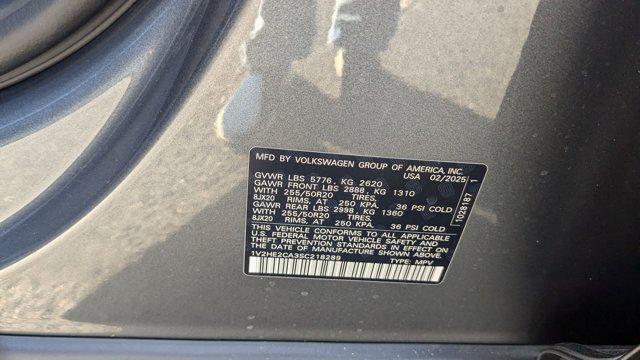 MFD BY VOLKSWAGEN GROUP OF AMERICA, INC.
USA 02/2025
GVWR LBS 5776, KG 2620
GAWR FRONT LBS 2888, KG 1310
WITH 255/50R20 TIRES,
8JX20 RIMS, AT 250 KPA, 36 PSI COLD
GAWR REAR LBS 2998, KG 1360
WITH 255/50R20 TIRES,
8JX20 RIMS, AT 250 KPA, 36 PSI COLD
THIS VEHICLE CONFORMS TO ALL APPLICABLE
U.S. FEDERAL MOTOR VEHICLE SAFETY AND
THEFT PREVENTION STANDARDS IN EFFECT ON
THE DATE OF MANUFACTURE SHOWN ABOVE.
1V2HE2CA3SC218289 TYPE: MPV
T028187 1